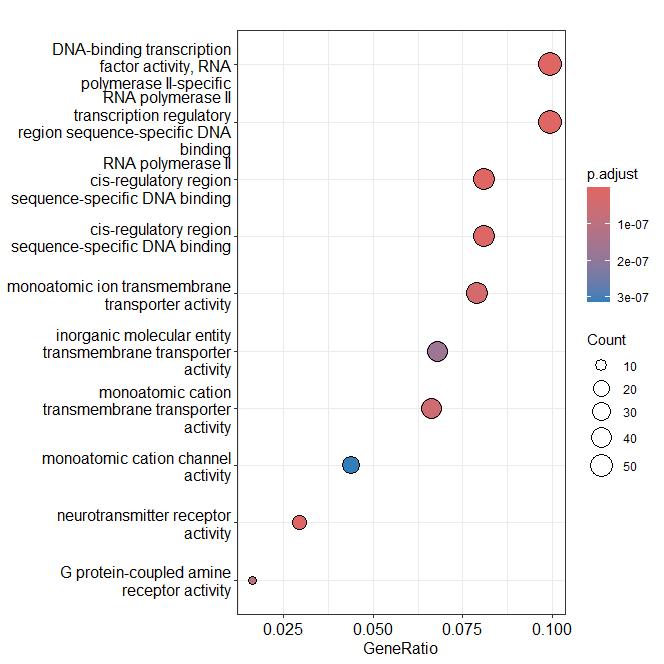 DNA-binding transcription
factor activity, RNA
polymerase II-specific
RNA polymerase II
transcription regulatory
region sequence-specific DNA
binding
RNA polymerase II
cis-regulatory region
sequence-specific DNA binding
cis-regulatory region
sequence-specific DNA binding
monoatomic ion transmembrane
transporter activity
inorganic molecular entity
transmembrane transporter
activity
monoatomic cation
transmembrane transporter
activity
monoatomic cation channel
activity
neurotransmitter receptor
activity
G protein-coupled amine
receptor activity
0.025 0.050 0.075 0.100
GeneRatio
p.adjust
1e-07
2e-07
3e-07
Count
10
20
30
40
50